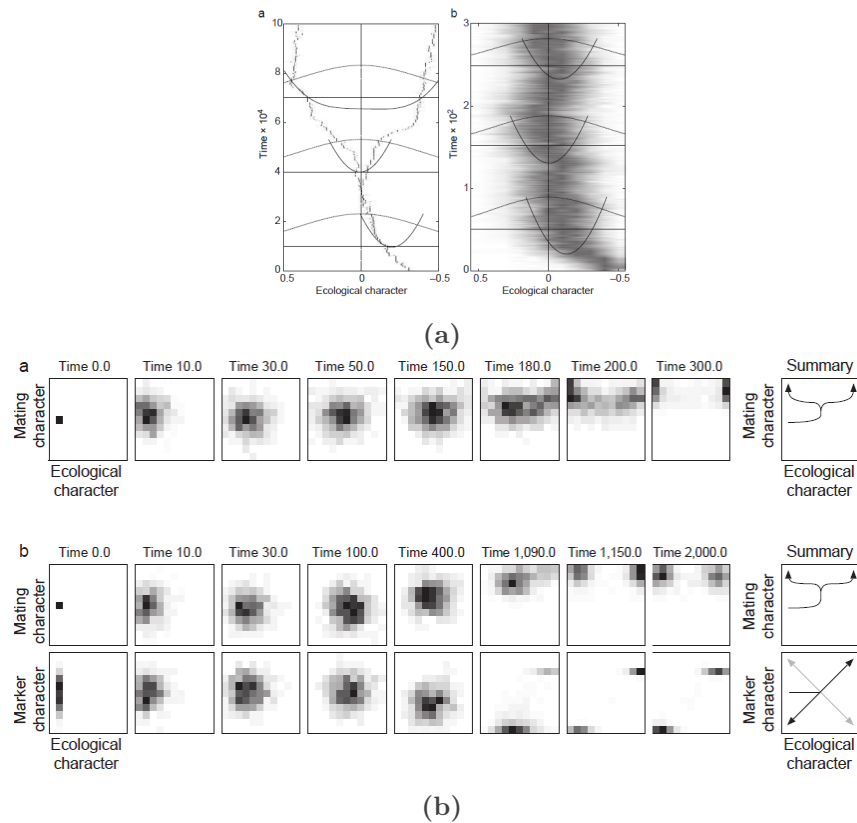 a
b
10
8
6
4
2
0
Time × 10⁴
0.5 0 –0.5
Ecological character
3
2
1
0
Time × 10²
0.5 0 –0.5
Ecological character
(a)
a
Time 0.0 Time 10.0 Time 30.0 Time 50.0 Time 150.0 Time 180.0 Time 200.0 Time 300.0 Summary
Mating
character
Mating
character
Ecological
character
Ecological
character
b
Time 0.0 Time 10.0 Time 30.0 Time 100.0 Time 400.0 Time 1,090.0 Time 1,150.0 Time 2,000.0 Summary
Mating
character
Mating
character
Marker
character
Marker
character
Ecological
character
Ecological
character
(b)